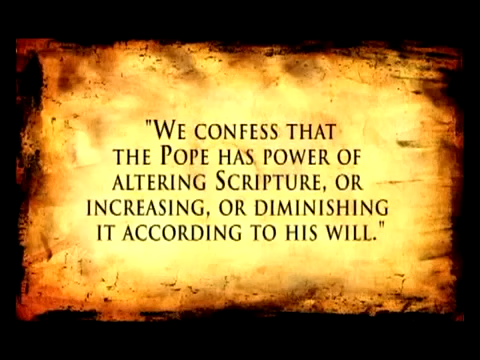 "We confess that
the Pope has power of
altering Scripture, or
increasing, or diminishing
it according to his will."